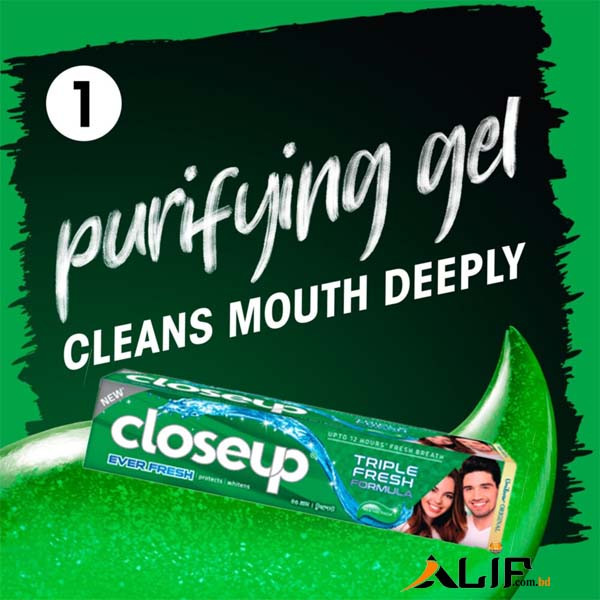 1
purifying gel
CLEANS MOUTH DEEPLY
closeup
NEW
closeup
UPTO 12 HOURS' FRESH BREATH
EVER FRESH
protects | whitens
TRIPLE
FRESH
FORMULA
ALIF
.com.bd